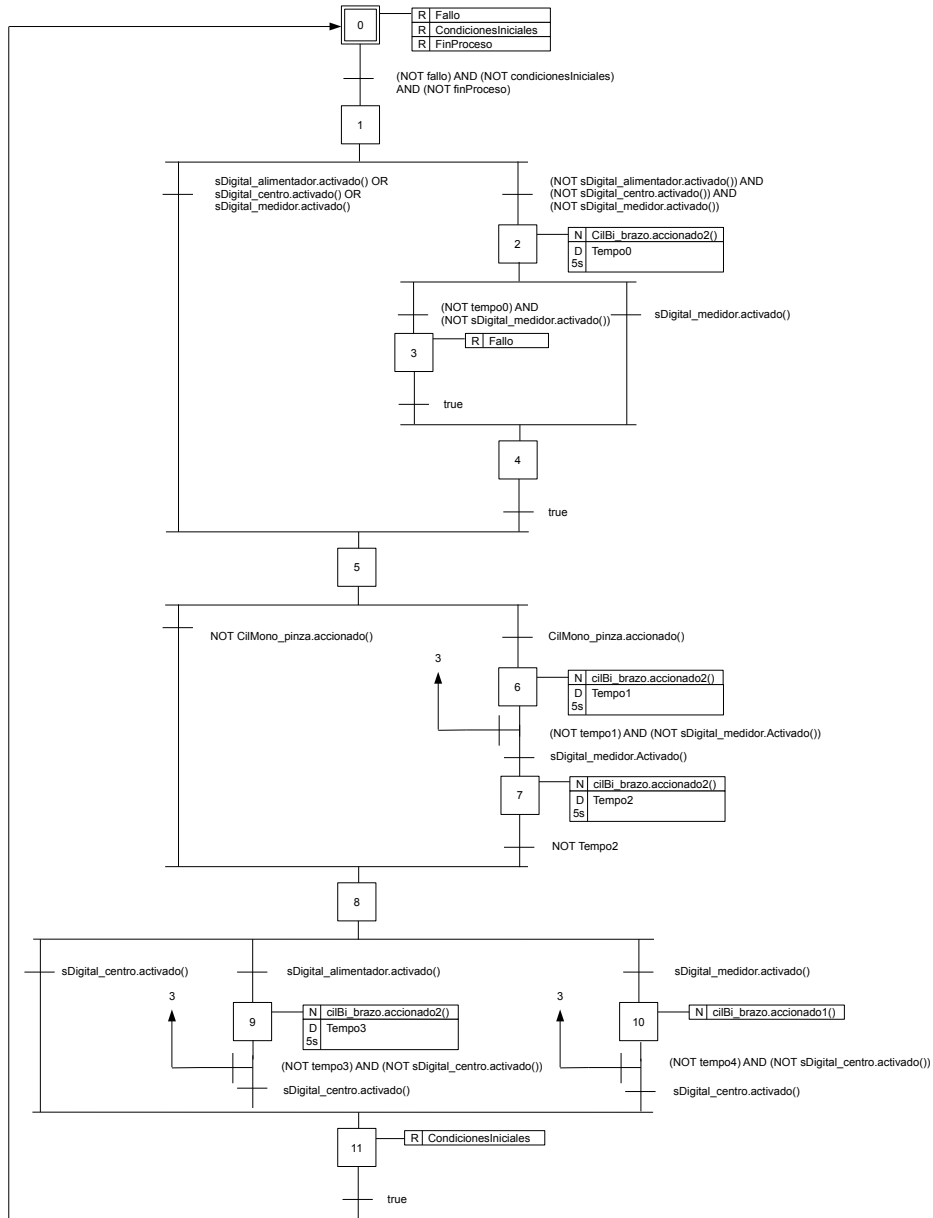 0
R Fallo
R CondicionesIniciales
R FinProceso
(NOT fallo) AND (NOT condicionesIniciales)
AND (NOT finProceso)
1
sDigital_alimentador.activado() OR
sDigital_centro.activado() OR
sDigital_medidor.activado()
(NOT sDigital_alimentador.activado()) AND
(NOT sDigital_centro.activado()) AND
(NOT sDigital_medidor.activado())
2
N CilBi_brazo.accionado2()
D Tempo0
5s
(NOT tempo0) AND
(NOT sDigital_medidor.activado())
sDigital_medidor.activado()
3
R Fallo
true
4
true
5
NOT CilMono_pinza.accionado()
CilMono_pinza.accionado()
3
6
N cilBi_brazo.accionado2()
D Tempo1
5s
(NOT tempo1) AND (NOT sDigital_medidor.Activado())
sDigital_medidor.Activado()
7
N cilBi_brazo.accionado2()
D Tempo2
5s
NOT Tempo2
8
sDigital_centro.activado()
sDigital_alimentador.activado()
sDigital_medidor.activado()
3
9
N cilBi_brazo.accionado2()
D Tempo3
5s
3
10
N cilBi_brazo.accionado1()
(NOT tempo3) AND (NOT sDigital_centro.activado())
(NOT tempo4) AND (NOT sDigital_centro.activado())
sDigital_centro.activado()
sDigital_centro.activado()
11
R CondicionesIniciales
true